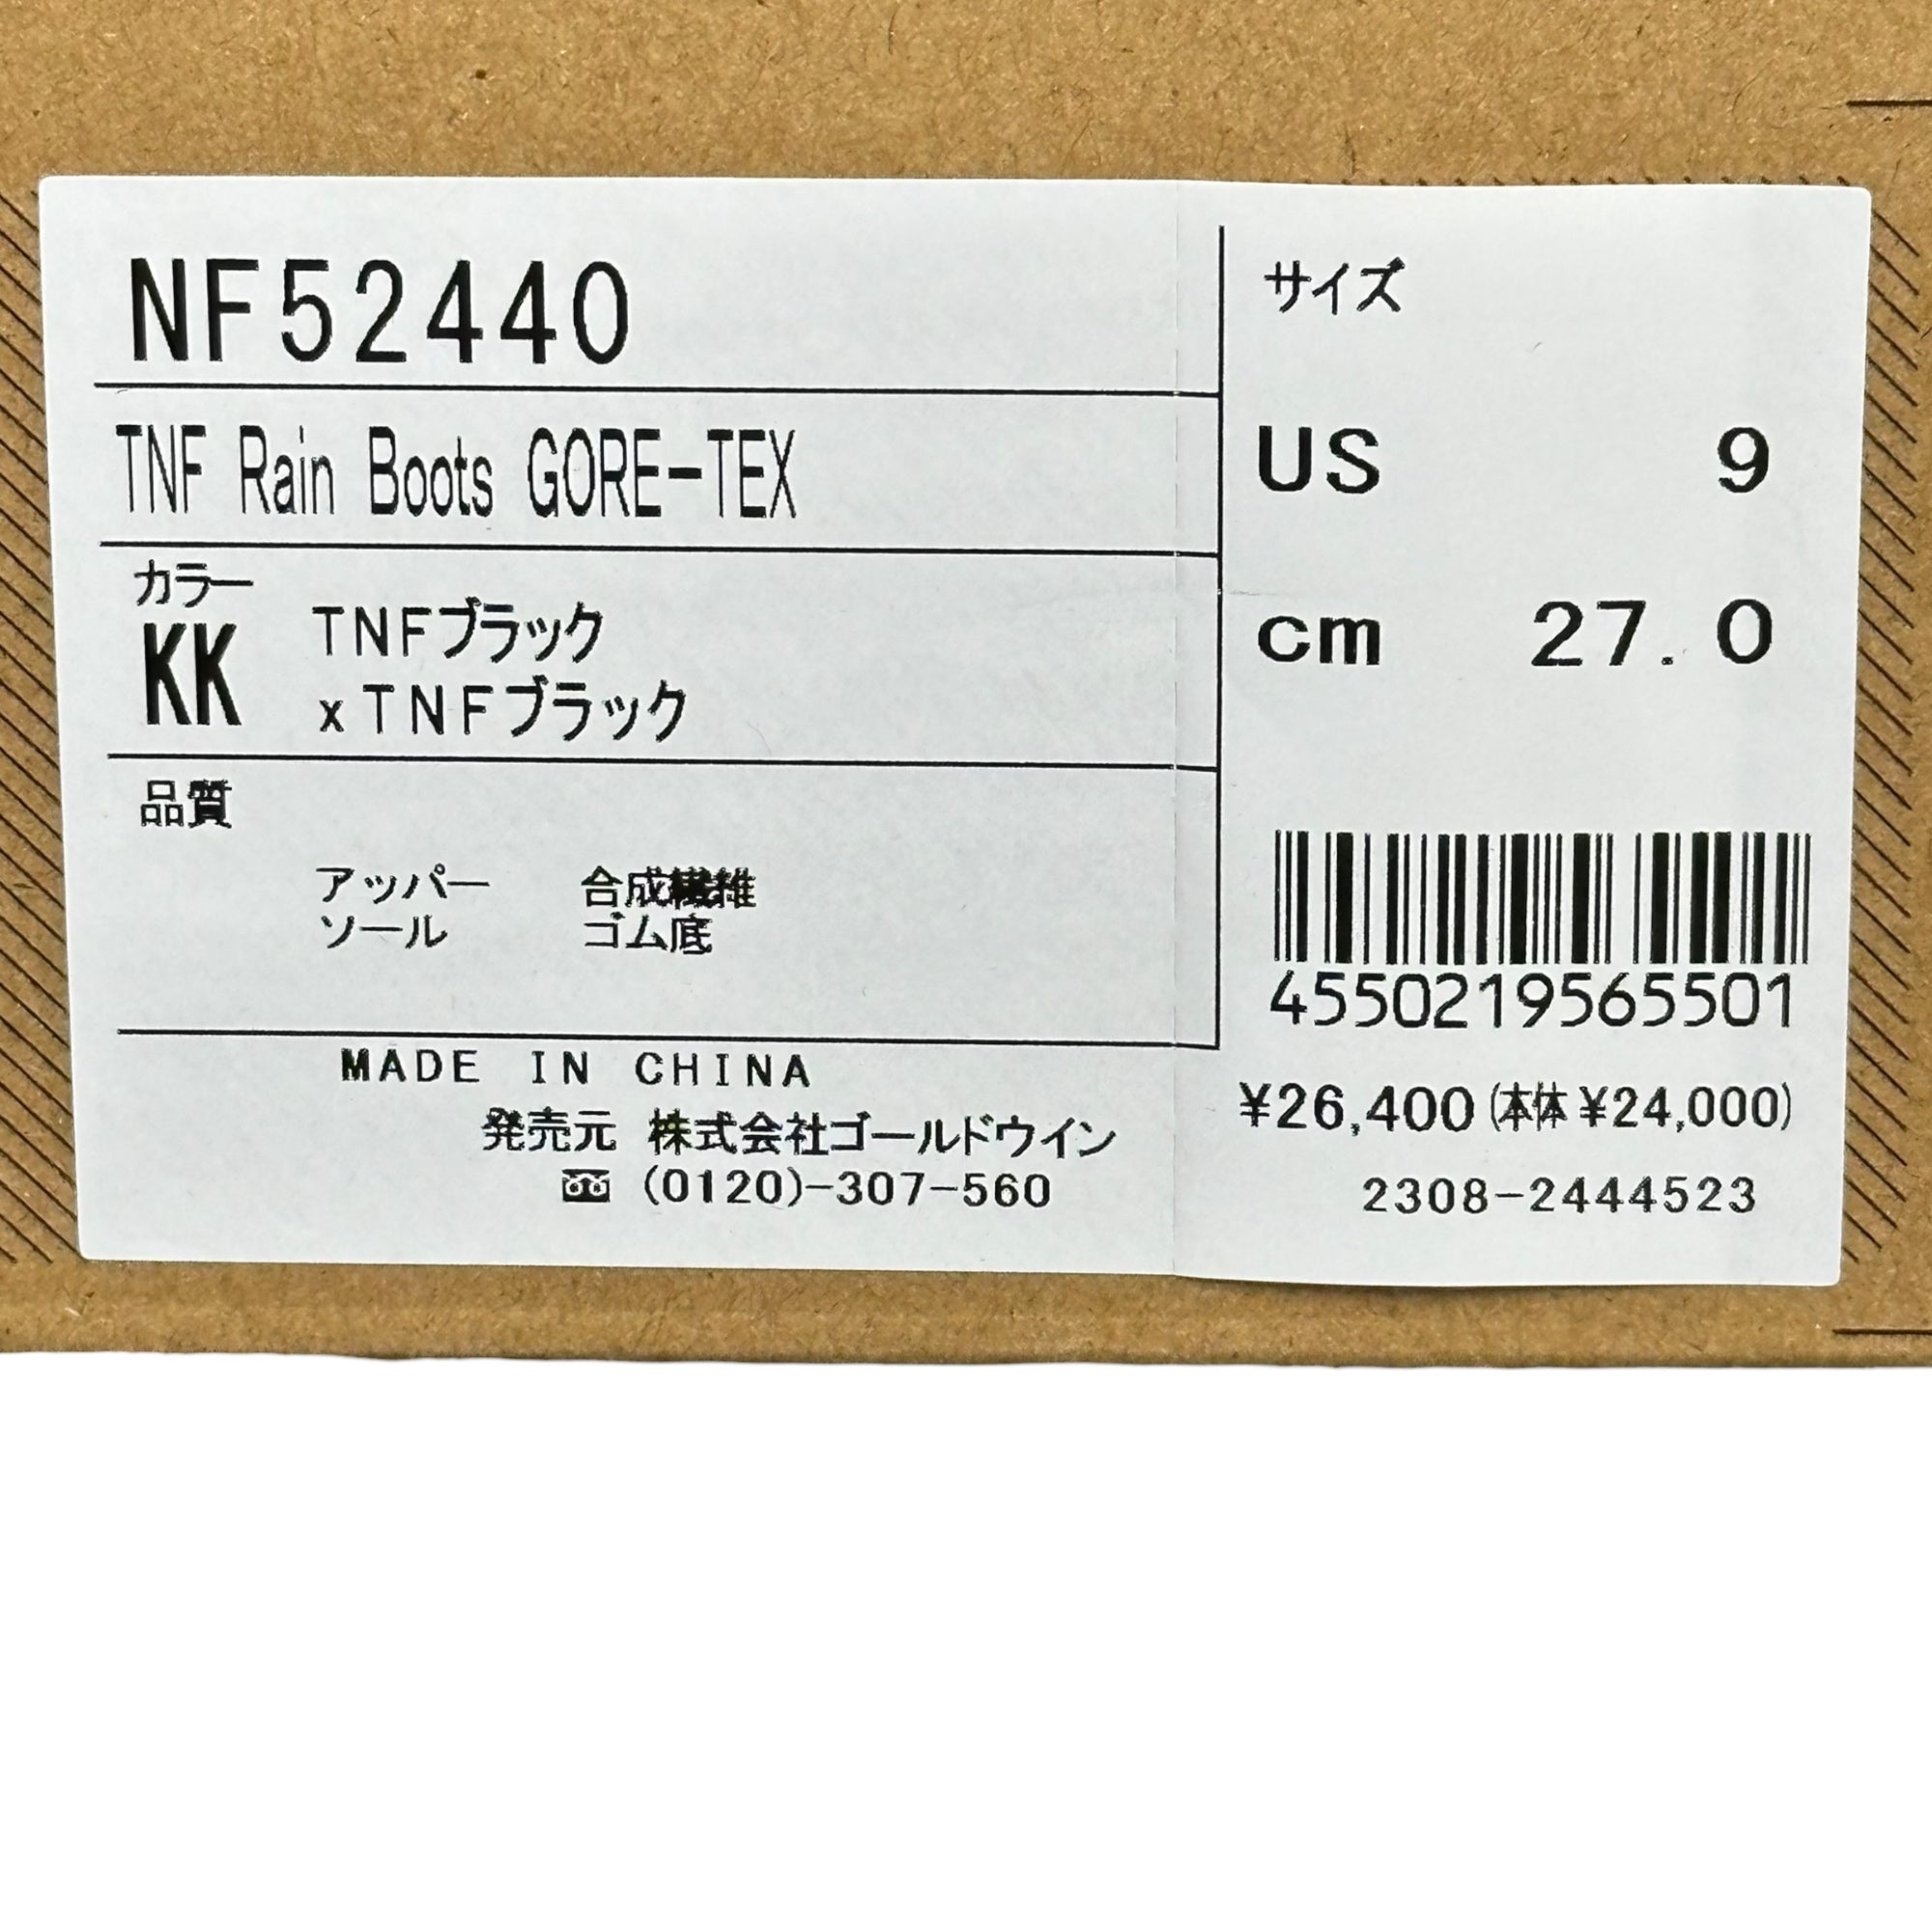 NF52440
TNF Rain Boots GORE-TEX
カラー
KK TNFブラック
xTNFブラック
品質
アッパー 合成繊維
ソール ゴム底
MADE IN CHINA
発売元 株式会社ゴールドウイン
(0120)-307-560
サイズ
US 9
cm 27.0
4550219565501
¥26,400(本体¥24,000)
2308-2444523